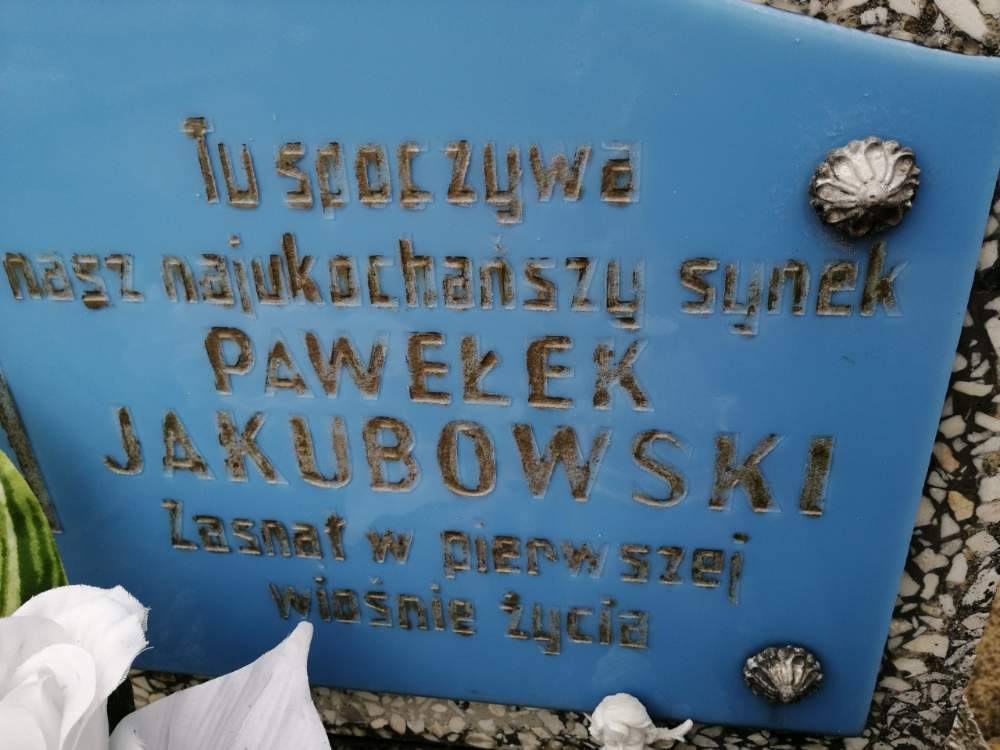 Tu spoczywa
nasz najukochańszy synek
PAWEŁEK
JAKUBOWSKI
Zasnął w pierwszej
wiośnie życia